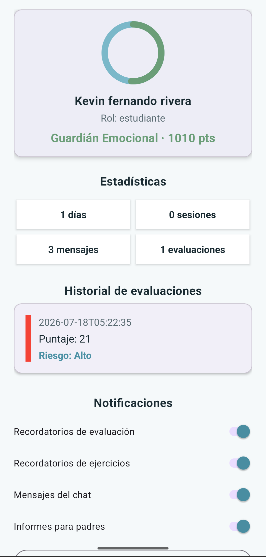 Kevin fernando rivera
Rol: estudiante
Guardián Emocional · 1010 pts
Estadísticas
1 días
0 sesiones
3 mensajes
1 evaluaciones
Historial de evaluaciones
2026-07-18T05:22:35
Puntaje: 21
Riesgo: Alto
Notificaciones
Recordatorios de evaluación
Recordatorios de ejercicios
Mensajes del chat
Informes para padres